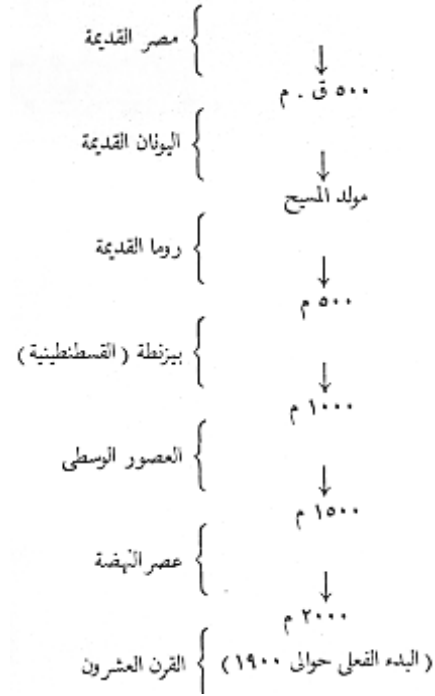 مصر القديمة
٥٠٠ ق . م
اليونان القديمة
مولد المسيح
روما القديمة
٥٠٠ م
بيزنطة ( القسطنطينية )
١٠٠٠ م
العصور الوسطى
١٥٠٠ م
عصر النهضة
٢٠٠٠ م
( البدء الفعلى حوالى ١٩٠٠ ) القرن العشرون